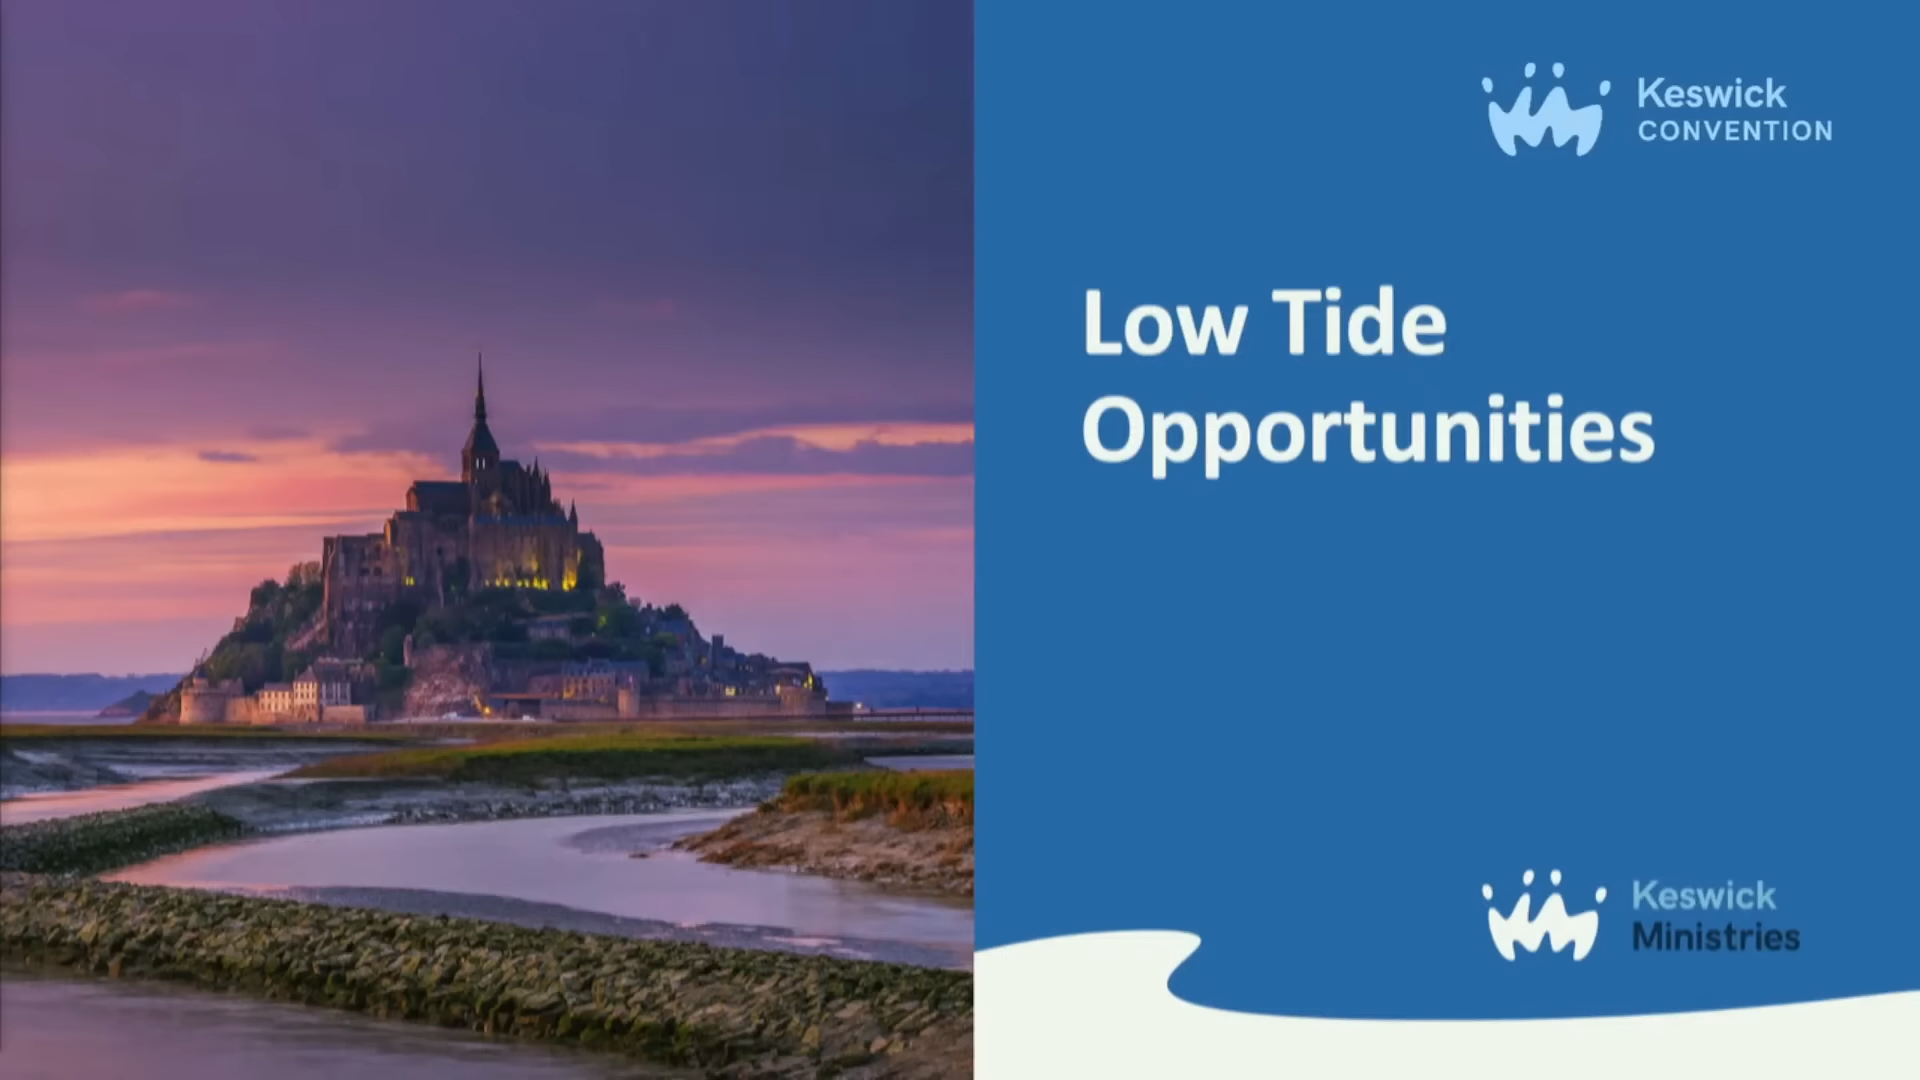 Keswick
CONVENTION
Low Tide
Opportunities
Keswick
Ministries